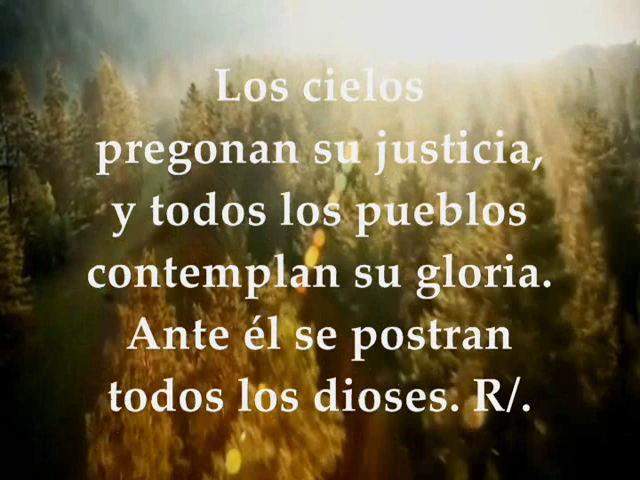 Los cielos
pregonan su justicia,
y todos los pueblos
contemplan su gloria.
Ante él se postran
todos los dioses. R/.